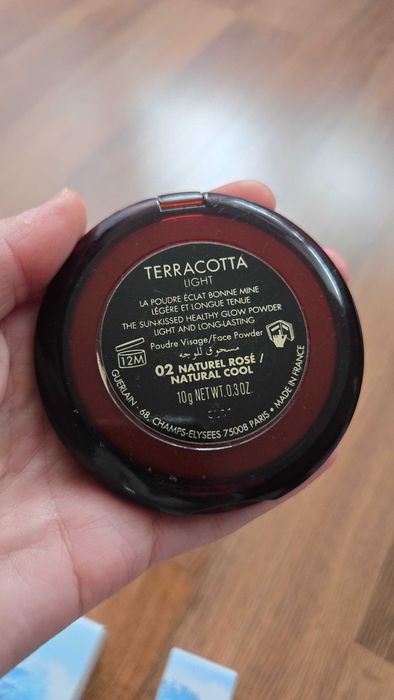 TERRACOTTA
LIGHT
LA POUDRE ÉCLAT BONNE MINE
LÉGÈRE ET LONGUE TENUE
THE SUN-KISSED HEALTHY GLOW POWDER
LIGHT AND LONG-LASTING
Poudre Visage/Face Powder
مسحوق للوجه
12M
02 NATUREL ROSÉ /
NATURAL COOL
10g NET WT. 0.3 OZ.
GUERLAIN • 68, CHAMPS-ELYSEES 75008 PARIS • MADE IN FRANCE